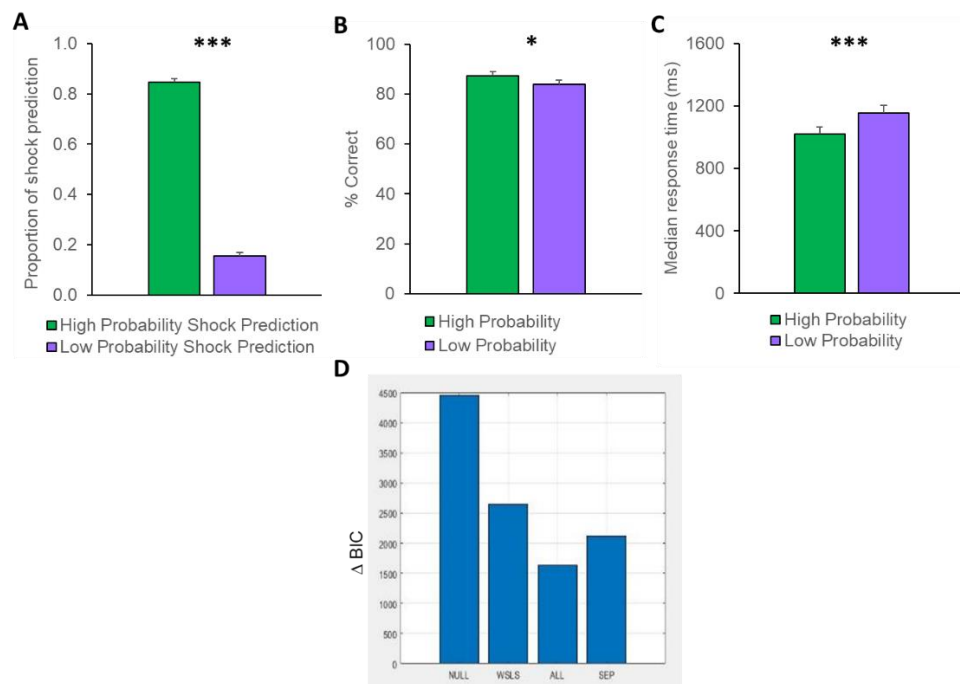 A
***
Proportion of shock prediction
1.0
0.8
0.6
0.4
0.2
0.0
High Probability Shock Prediction
Low Probability Shock Prediction
B
*
% Correct
100
80
60
40
20
0
High Probability
Low Probability
C
***
Median response time (ms)
1600
1200
800
400
0
High Probability
Low Probability
D
Δ BIC
4500
4000
3500
3000
2500
2000
1500
1000
500
0
NULL WSLS ALL SEP